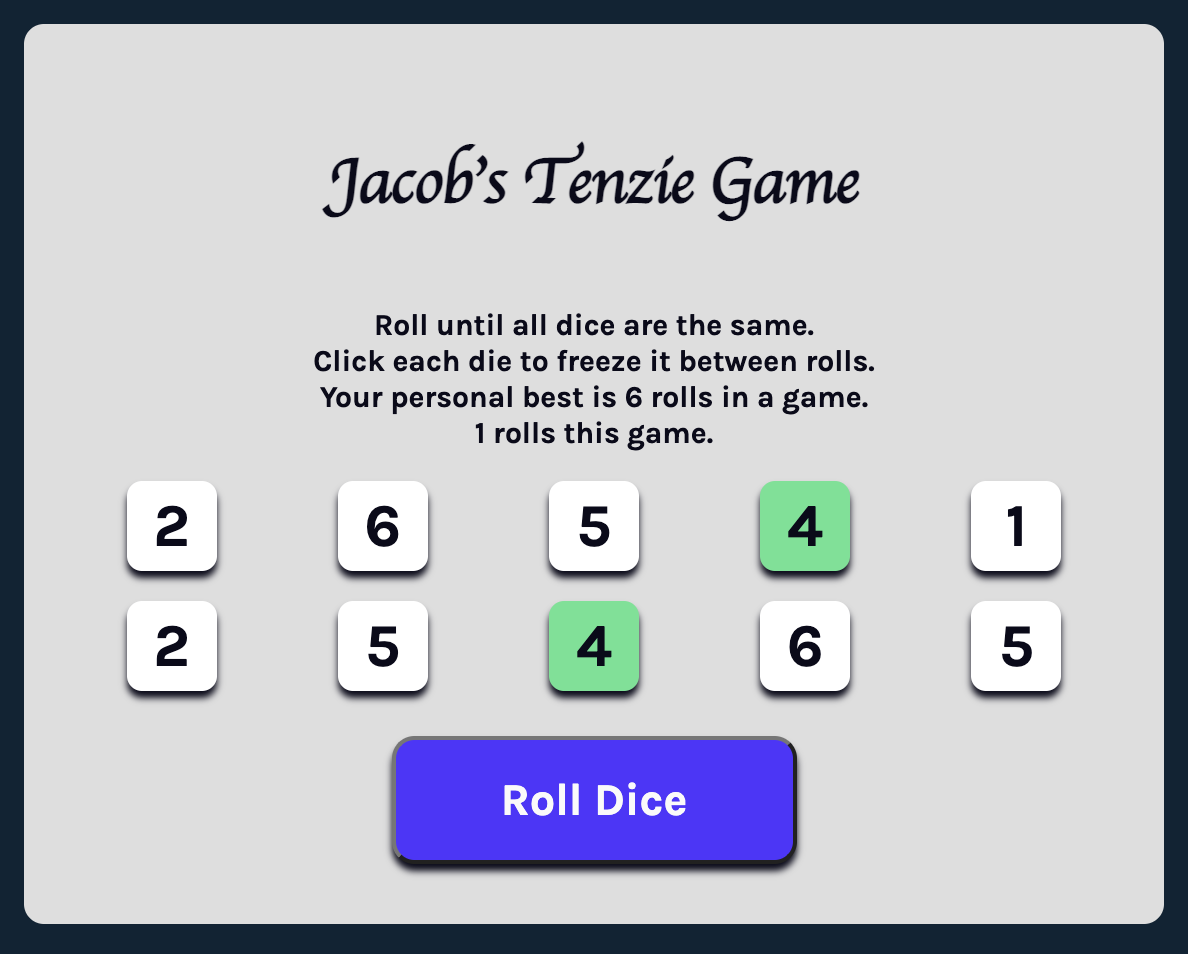 Jacob's Tenzie Game
Roll until all dice are the same.
Click each die to freeze it between rolls.
Your personal best is 6 rolls in a game.
1 rolls this game.
2 6 5 4 1
2 5 4 6 5
Roll Dice